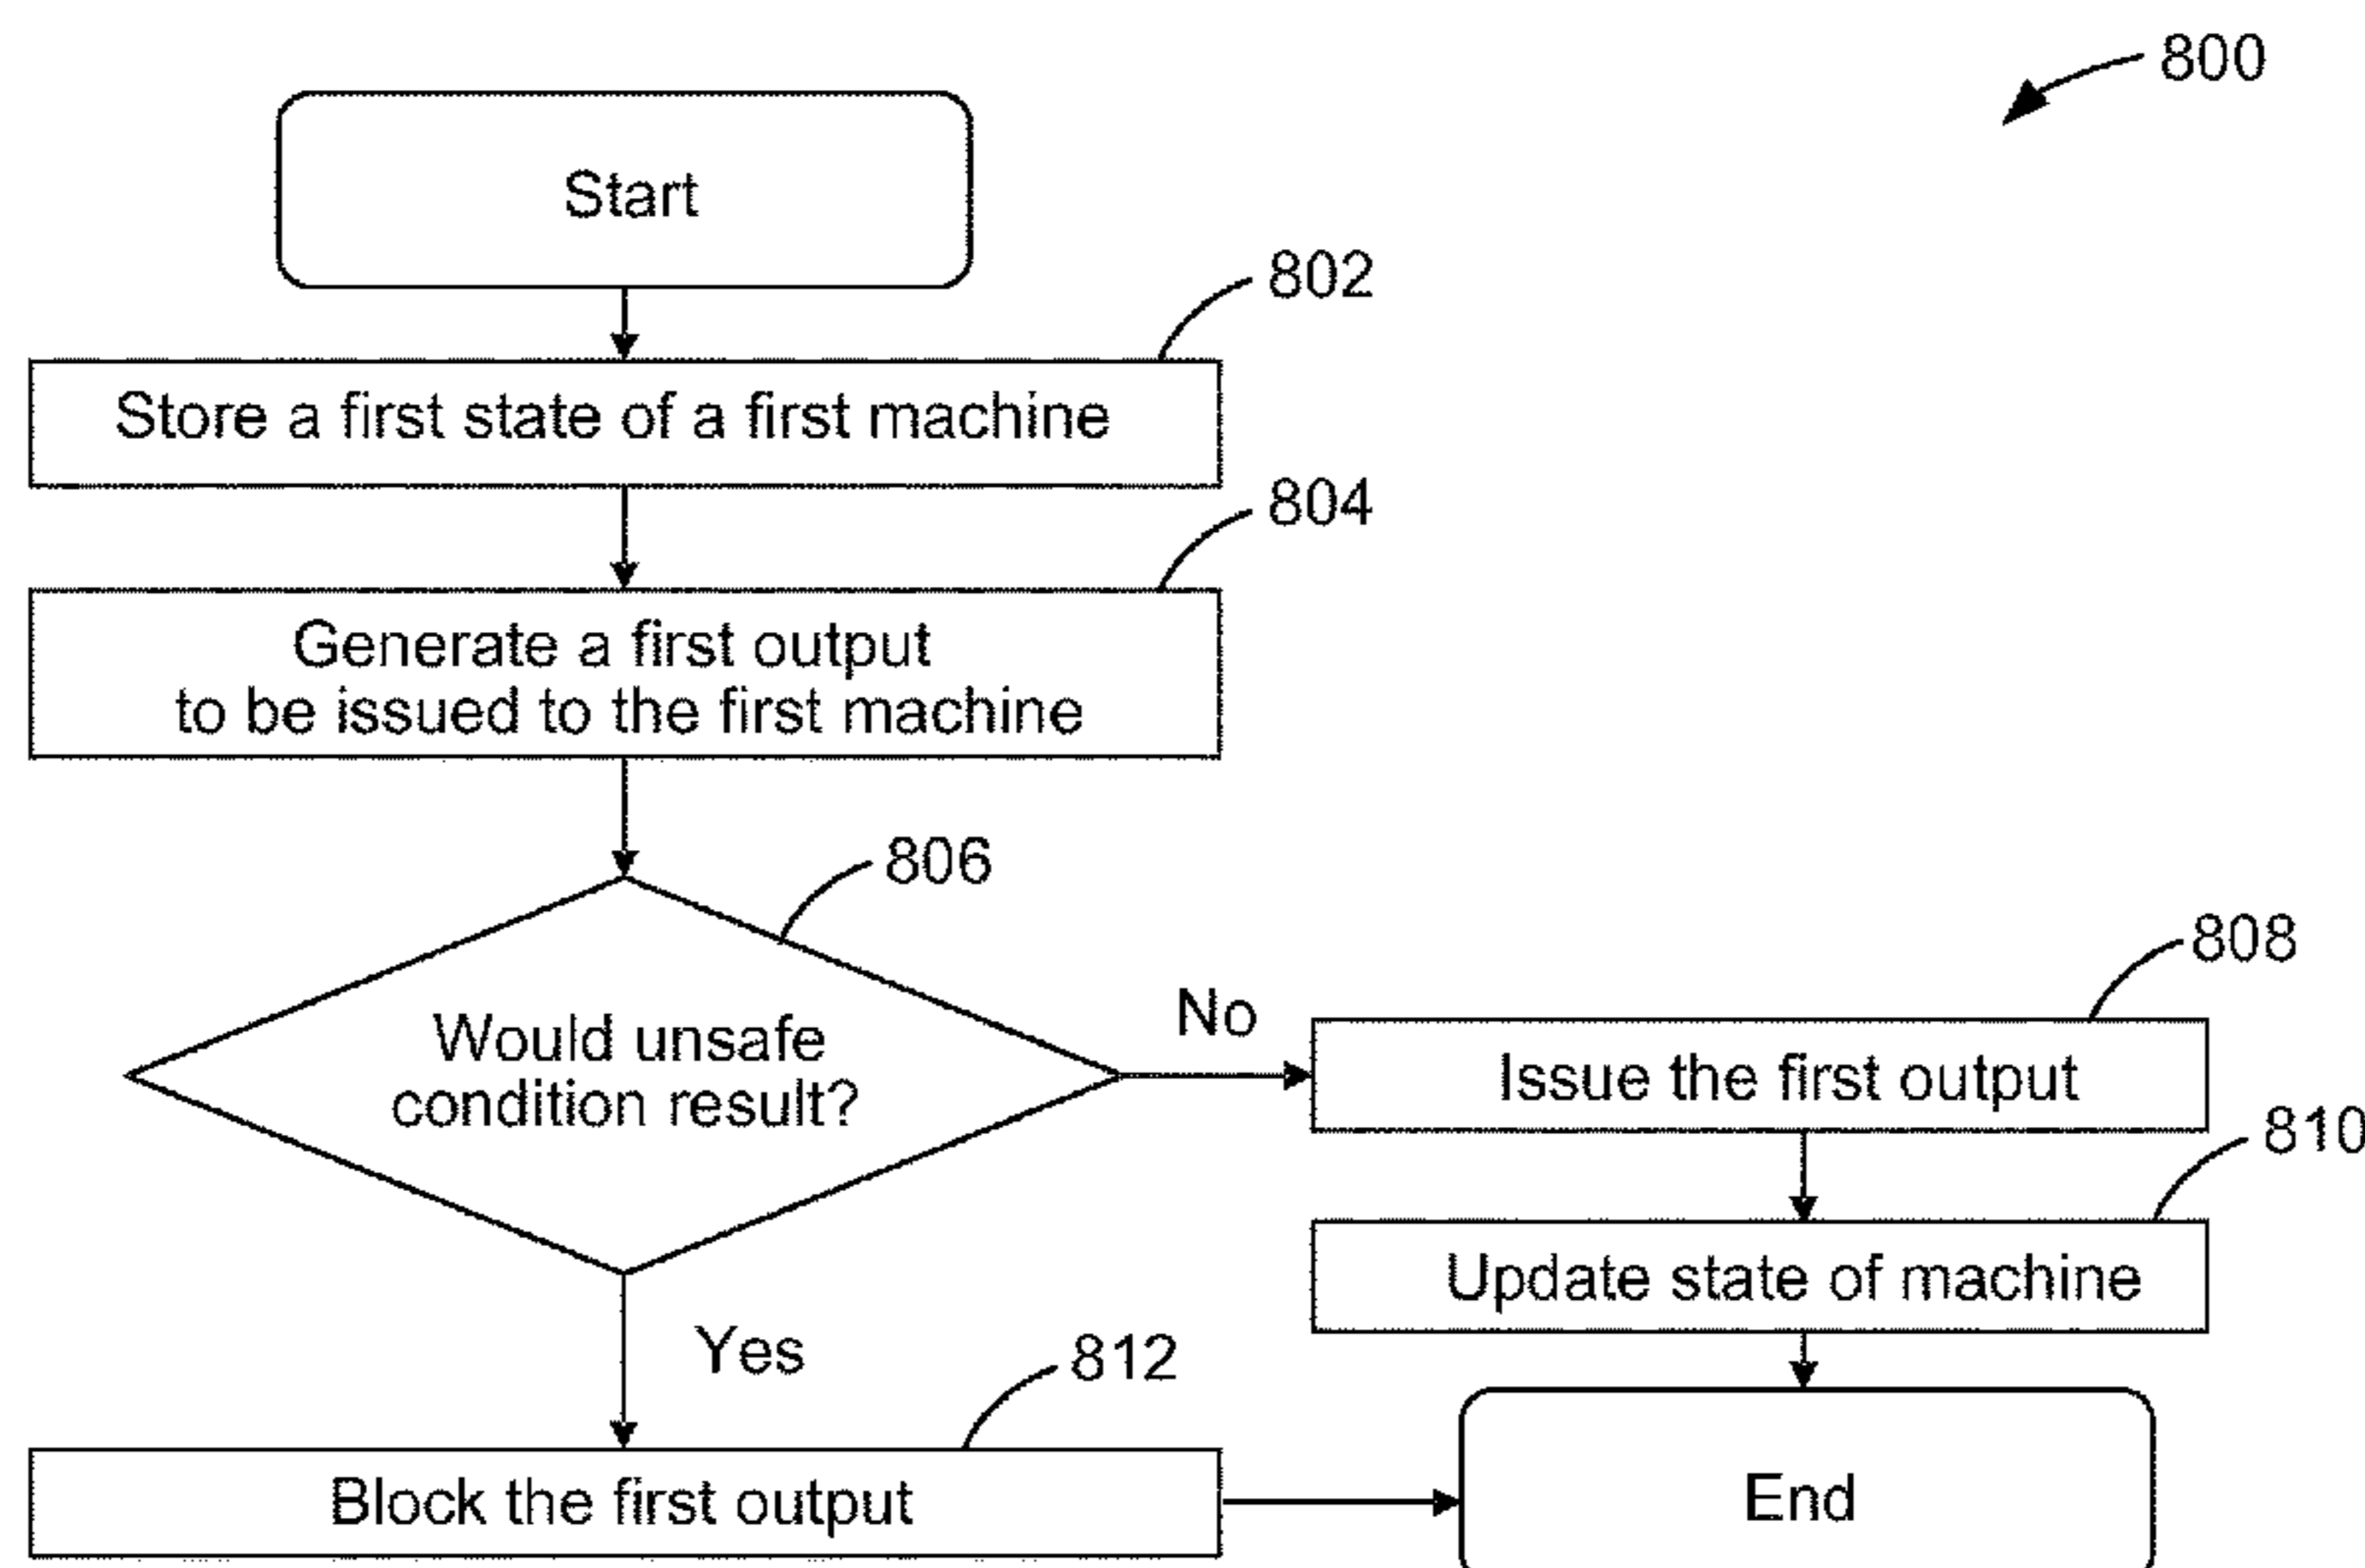 800
Start
802
Store a first state of a first machine
804
Generate a first output
to be issued to the first machine
806
Would unsafe
condition result?
No
808
Issue the first output
810
Update state of machine
Yes
812
Block the first output
End